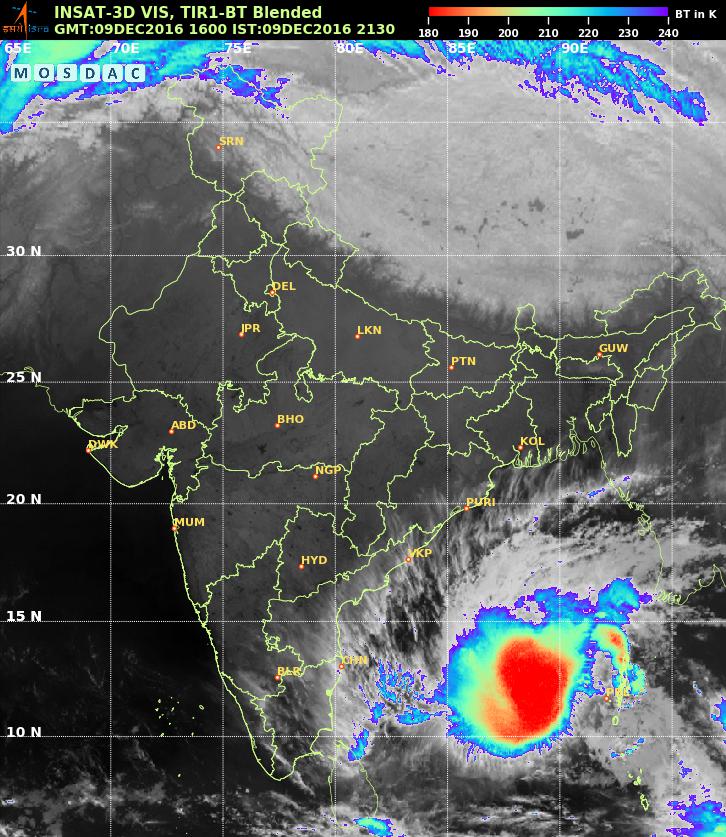 INSAT-3D VIS, TIR1-BT Blended
GMT:09DEC2016 1600 IST:09DEC2016 2130
BT in K
180 190 200 210 220 230 240
65E 70E 75E 80E 85E 90E
MOSDAC
SRN
30 N
DEL
JPR
LKN
GUW
PTN
25 N
BHO
ABD
KOL
DWK
NGP
20 N
PURI
MUM
VKP
HYD
15 N
CHN
BLR
10 N